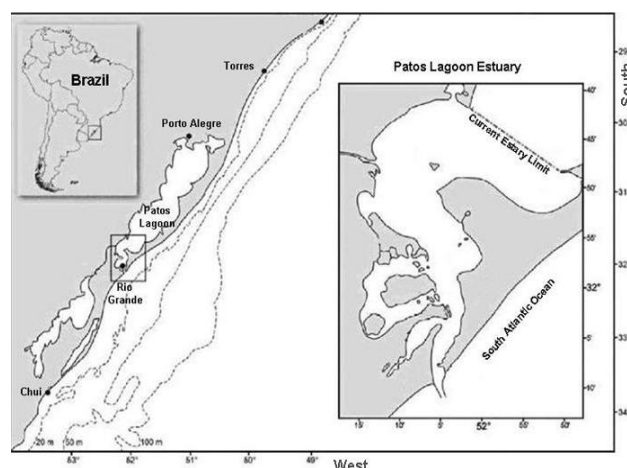 Brazil
Torres
Porto Alegre
Patos
Lagoon
Rio
Grande
Chui
20 m
50 m
100 m
53°
52°
51°
50°
49°
West
29
30
31
32
33
34
South
Patos Lagoon Estuary
Current Estary Limit
South Atlantic Ocean
40'
45'
50'
55'
32°
5'
10'
15'
10'
5'
52°
55'
50'